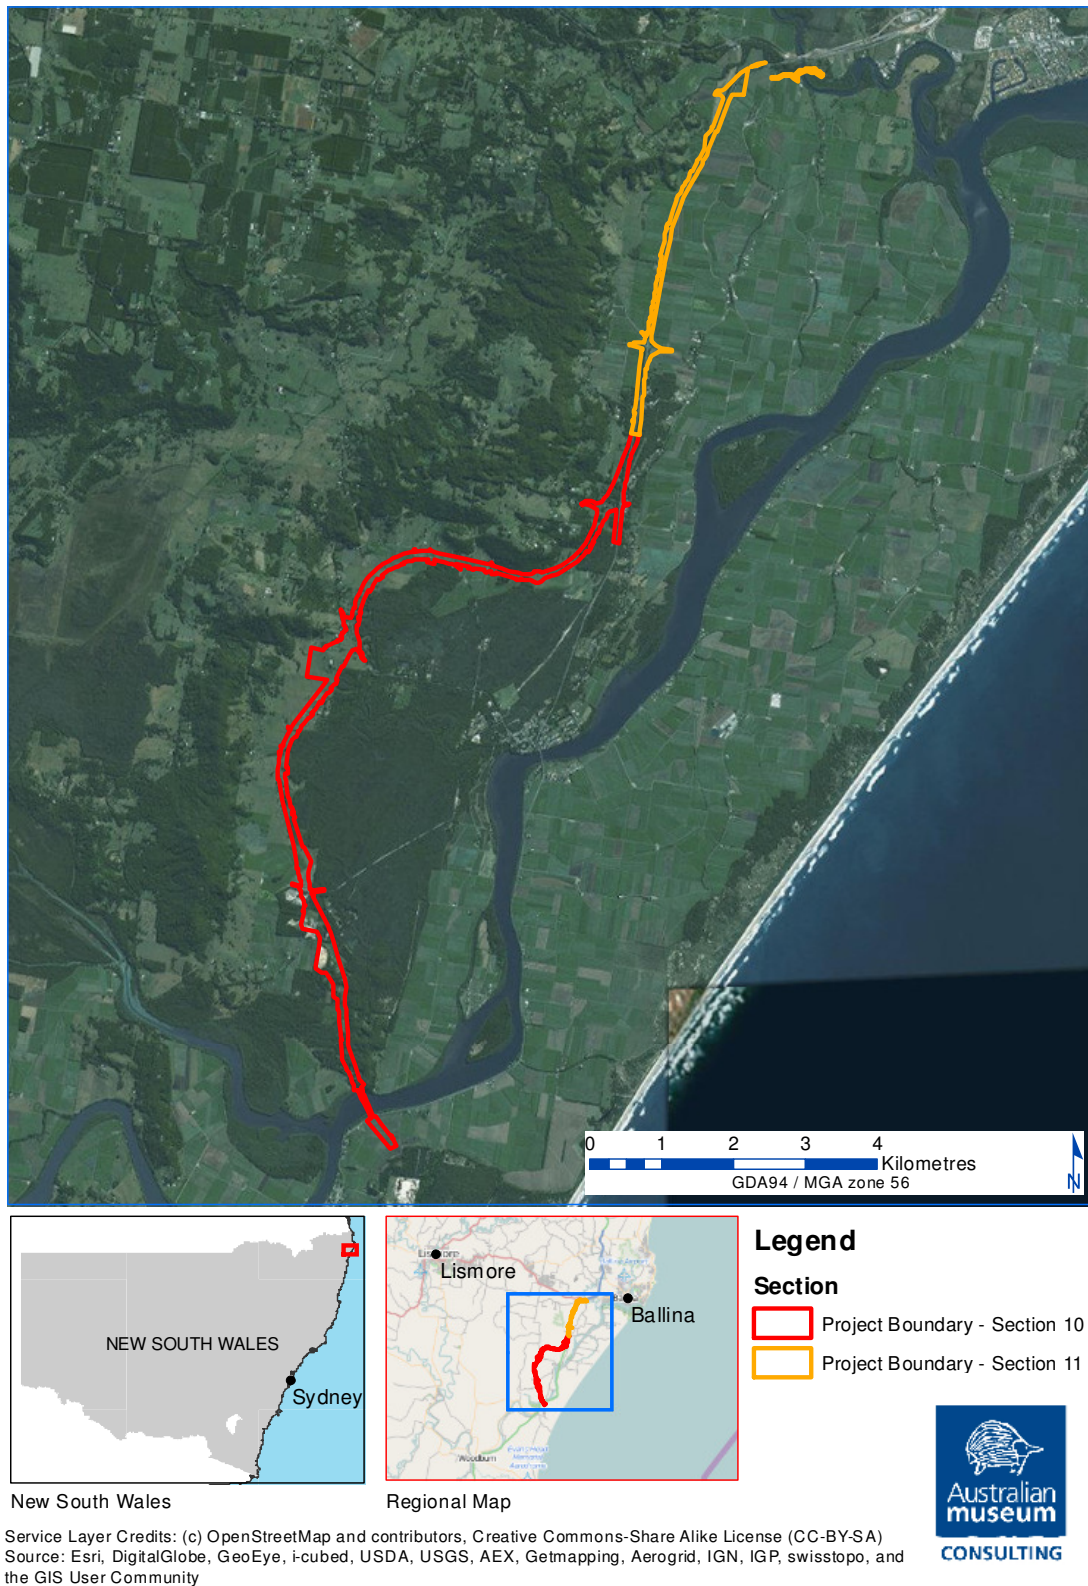 0 1 2 3 4
Kilometres
GDA94 / MGA zone 56
N
NEW SOUTH WALES
Sydney
New South Wales
Lismore
Lismore
Ballina
Woodburn
Regional Map
Legend
Section
Project Boundary - Section 10
Project Boundary - Section 11
Australian
museum
CONSULTING
Service Layer Credits: (c) OpenStreetMap and contributors, Creative Commons-Share Alike License (CC-BY-SA)
Source: Esri, DigitalGlobe, GeoEye, i-cubed, USDA, USGS, AEX, Getmapping, Aerogrid, IGN, IGP, swisstopo, and
the GIS User Community